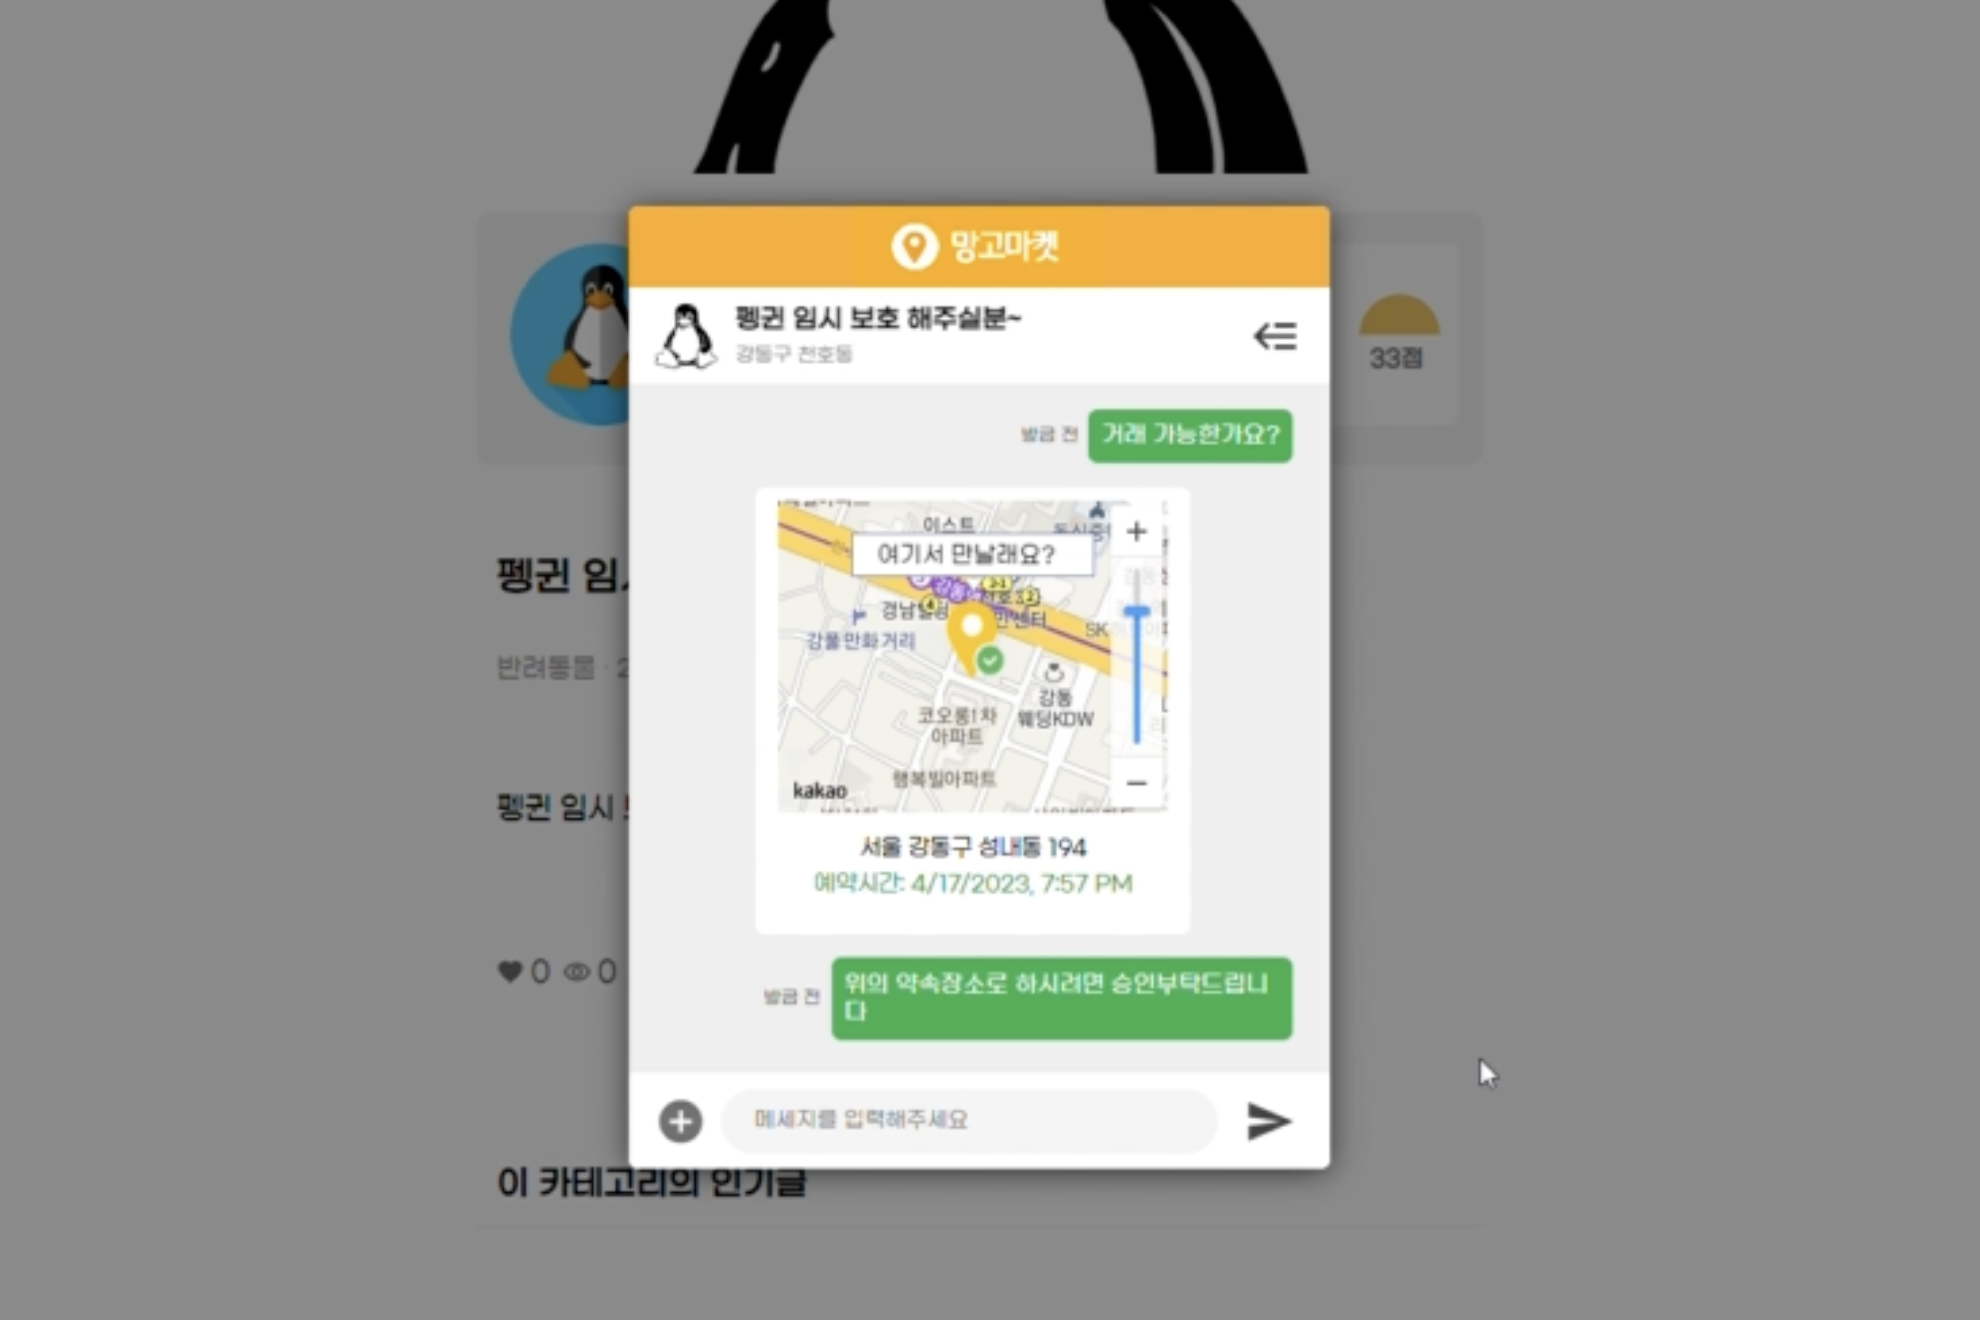 망고마켓
펭귄 임시 보호 해주실분~
강동구 천호동
33점
방금 전
거래 가능한가요?
이스트
여기서 만날래요?
경남빌딩
강풀만화거리
민센터
SK
강동
웨딩KDW
코오롱1차
아파트
행복빌아파트
kakao
서울 강동구 성내동 194
예약시간: 4/17/2023, 7:57 PM
방금 전
위의 약속장소로 하시려면 승인부탁드립니
다
메세지를 입력해주세요
펭귄 임
반려동물 · 2
펭귄 임시
0 0
이 카테고리의 인기글